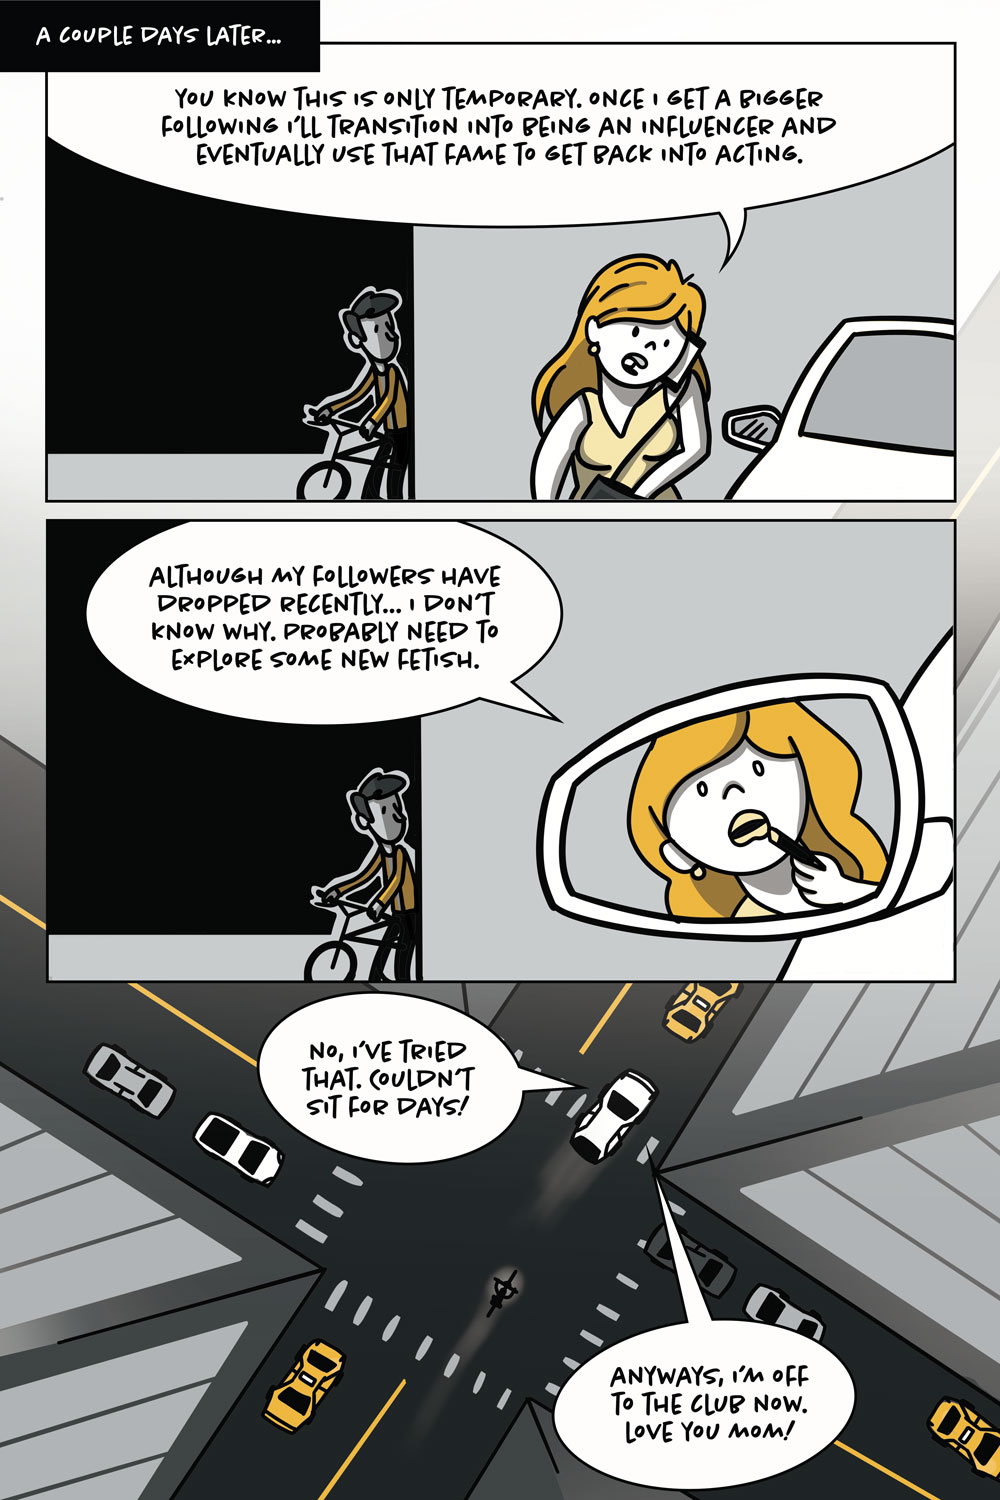 A COUPLE DAYS LATER...
YOU KNOW THIS IS ONLY TEMPORARY. ONCE I GET A BIGGER
FOLLOWING I'LL TRANSITION INTO BEING AN INFLUENCER AND
EVENTUALLY USE THAT FAME TO GET BACK INTO ACTING.
ALTHOUGH MY FOLLOWERS HAVE
DROPPED RECENTLY... I DON'T
KNOW WHY. PROBABLY NEED TO
EXPLORE SOME NEW FETISH.
NO, I'VE TRIED
THAT. COULDN'T
SIT FOR DAYS!
ANYWAYS, I'M OFF
TO THE CLUB NOW.
LOVE YOU MOM!